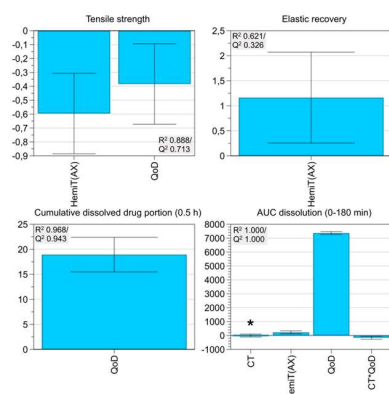 Tensile strength
0
-0,1
-0,2
-0,3
-0,4
-0,5
-0,6
-0,7
-0,8
-0,9
R² 0.888/
Q² 0.713
HemiT(AX)
QoD
Elastic recovery
2,5
2
1,5
1
0,5
0
R² 0.621/
Q² 0.326
HemiT(AX)
Cumulative dissolved drug portion (0.5 h)
25
20
15
10
5
0
R² 0.968/
Q² 0.943
QoD
AUC dissolution (0-180 min)
8000
7000
6000
5000
4000
3000
2000
1000
0
-1000
R² 1.000/
Q² 1.000
*
CT
emiT(AX)
QoD
CT*QoD